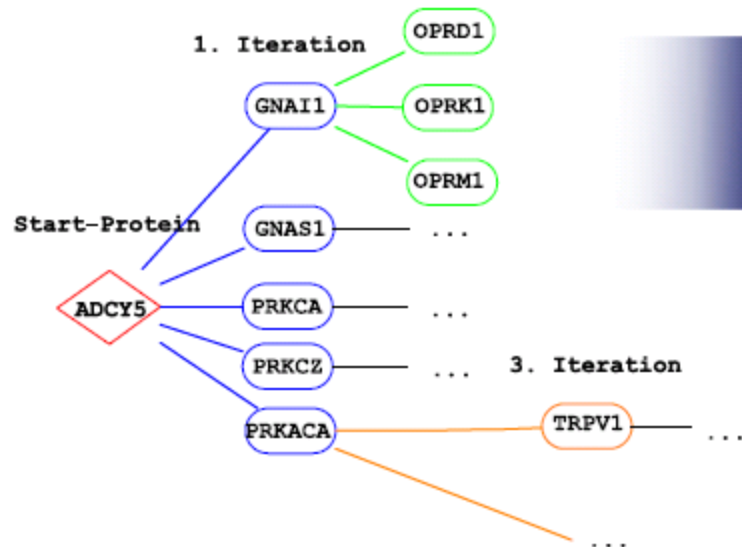 OPRD1
1. Iteration
GNAI1
OPRK1
OPRM1
Start-Protein
GNAS1
...
ADCY5
PRKCA
...
PRKCZ
...
3. Iteration
PRKACA
TRPV1
...
...